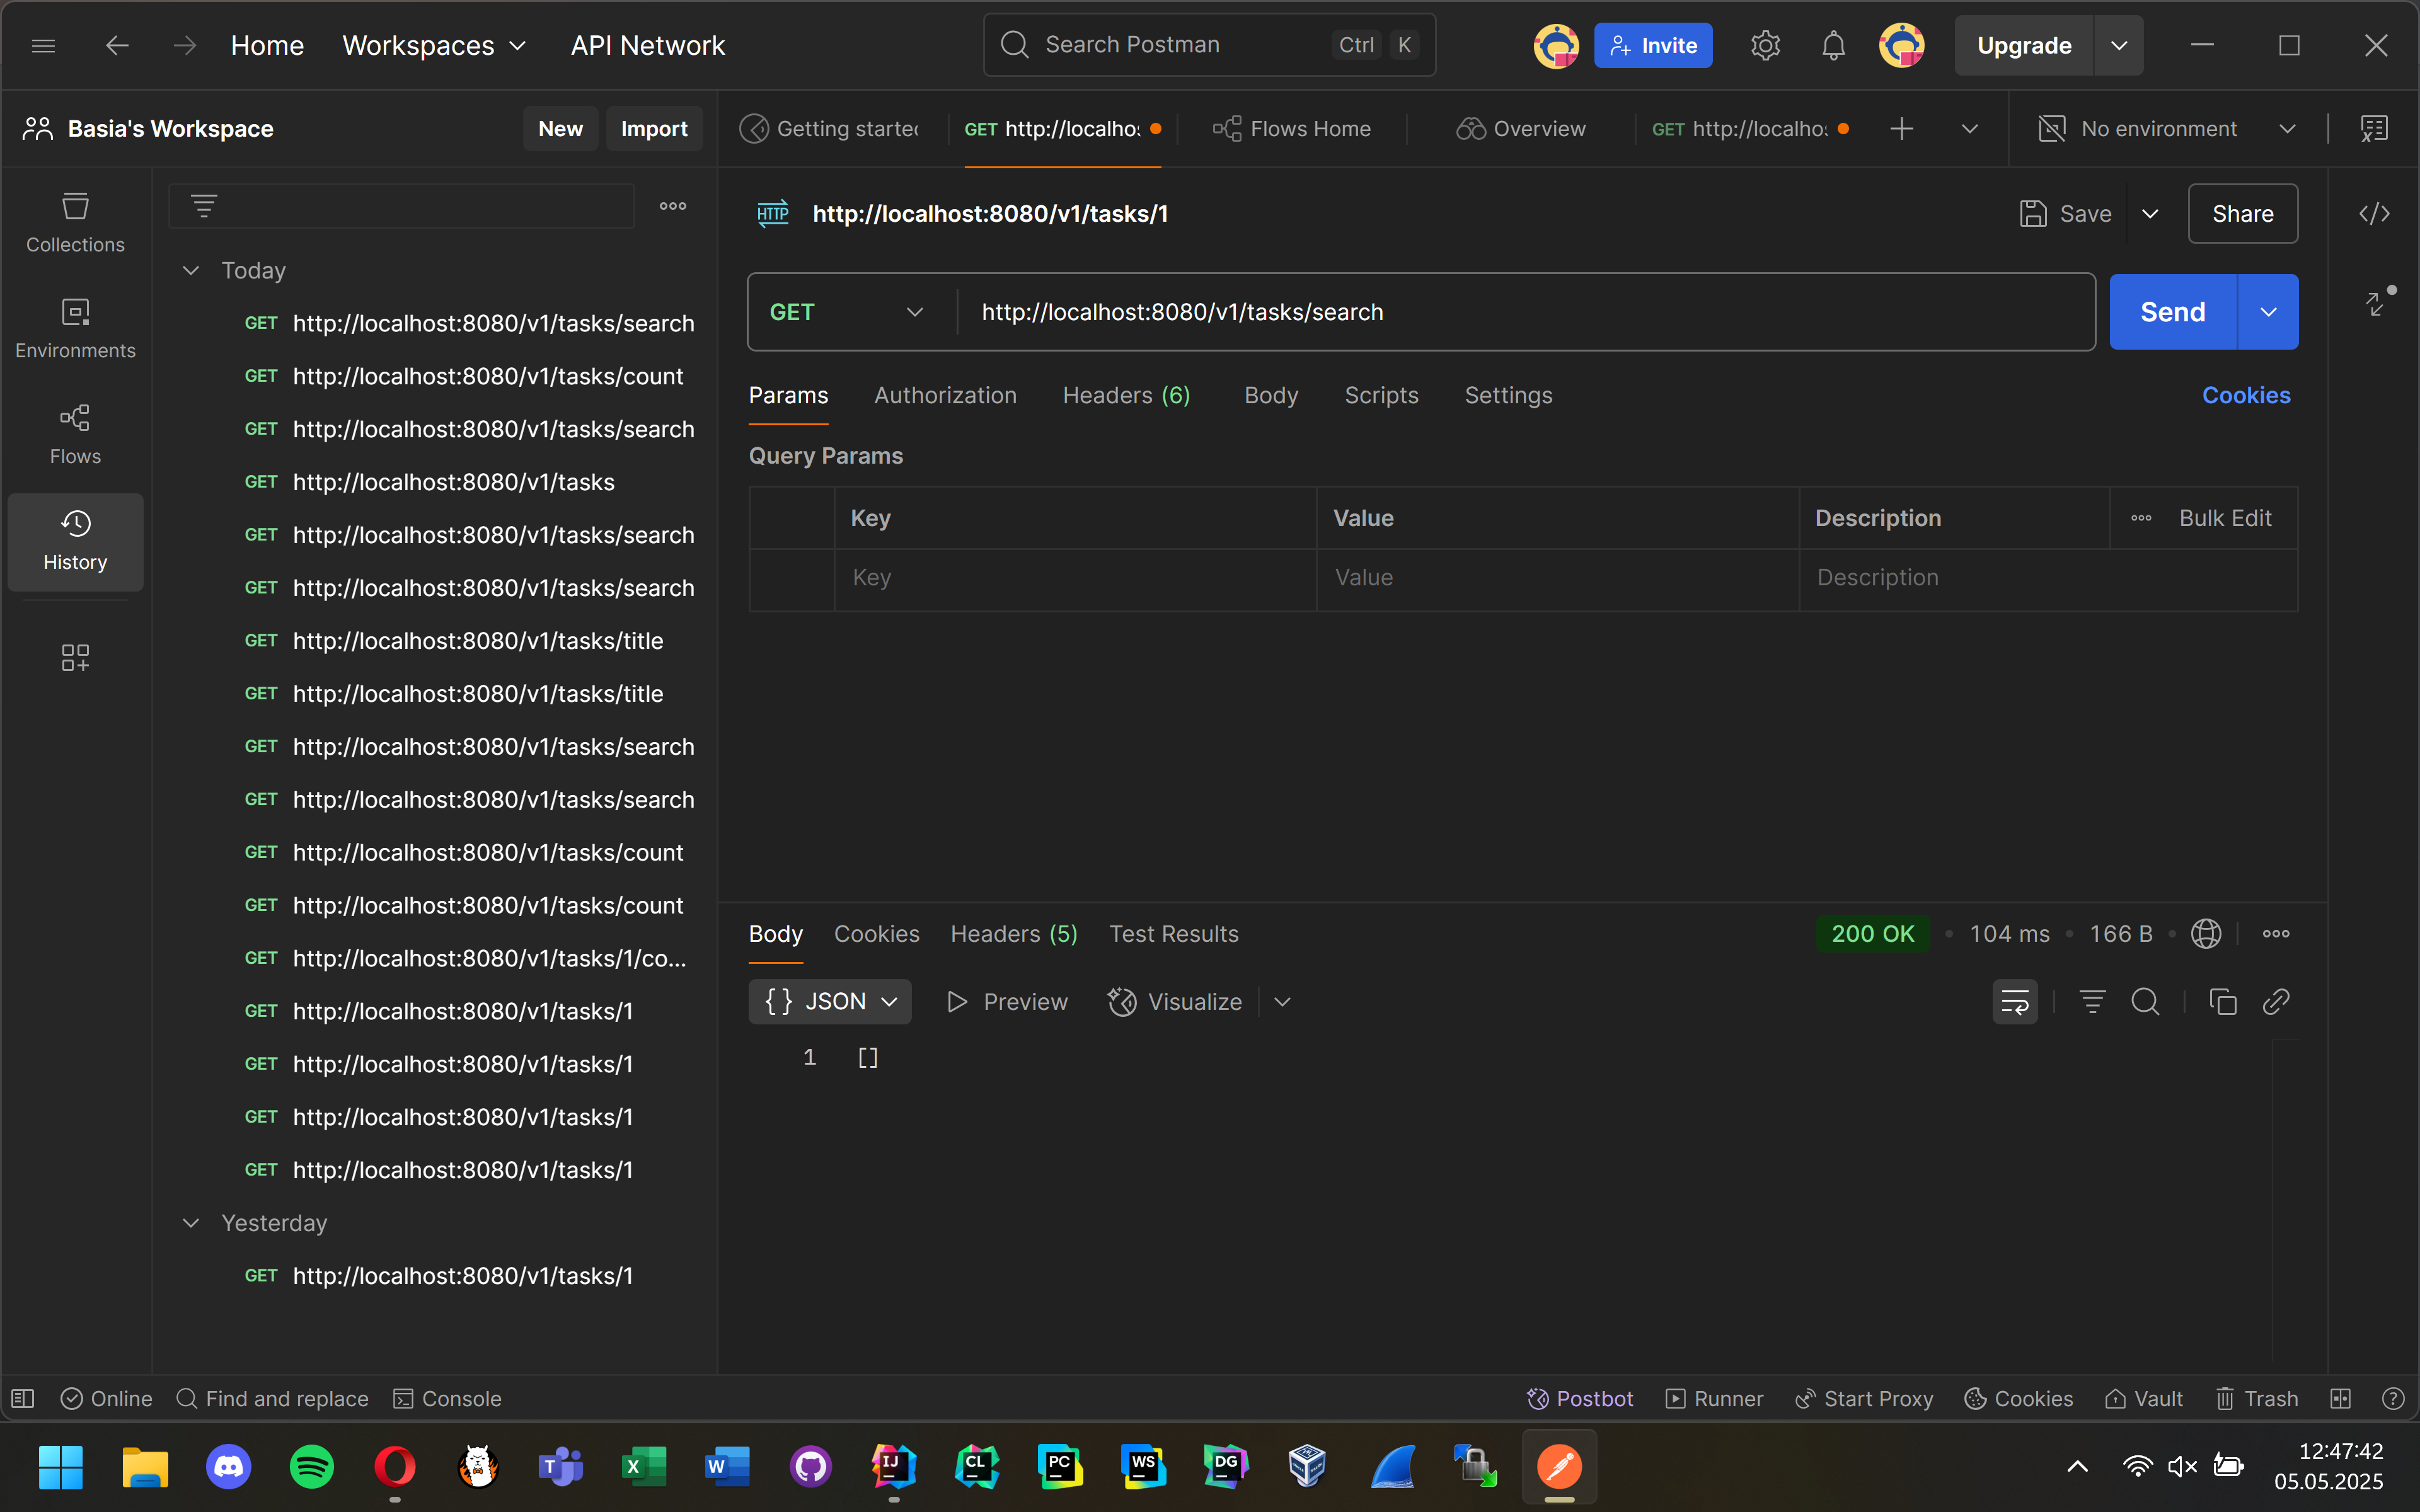 Home
Workspaces
API Network
Search Postman
Ctrl
K
Invite
Upgrade
Basia's Workspace
New
Import
Getting starte
GET http://localho
Flows Home
Overview
GET http://localho
No environment
Collections
Environments
Flows
History
Today
GET http://localhost:8080/v1/tasks/search
GET http://localhost:8080/v1/tasks/count
GET http://localhost:8080/v1/tasks/search
GET http://localhost:8080/v1/tasks
GET http://localhost:8080/v1/tasks/search
GET http://localhost:8080/v1/tasks/search
GET http://localhost:8080/v1/tasks/title
GET http://localhost:8080/v1/tasks/title
GET http://localhost:8080/v1/tasks/search
GET http://localhost:8080/v1/tasks/search
GET http://localhost:8080/v1/tasks/count
GET http://localhost:8080/v1/tasks/count
GET http://localhost:8080/v1/tasks/1/co...
GET http://localhost:8080/v1/tasks/1
GET http://localhost:8080/v1/tasks/1
GET http://localhost:8080/v1/tasks/1
GET http://localhost:8080/v1/tasks/1
Yesterday
GET http://localhost:8080/v1/tasks/1
HTTP http://localhost:8080/v1/tasks/1
Save
Share
GET
http://localhost:8080/v1/tasks/search
Send
Params
Authorization
Headers (6)
Body
Scripts
Settings
Cookies
Query Params
Key
Value
Description
Bulk Edit
Key
Value
Description
Body
Cookies
Headers (5)
Test Results
200 OK
104 ms
166 B
{} JSON
Preview
Visualize
1 []
Online
Find and replace
Console
Postbot
Runner
Start Proxy
Cookies
Vault
Trash
T
X
W
IJ
CL
PC
WS
DG
12:47:42
05.05.2025